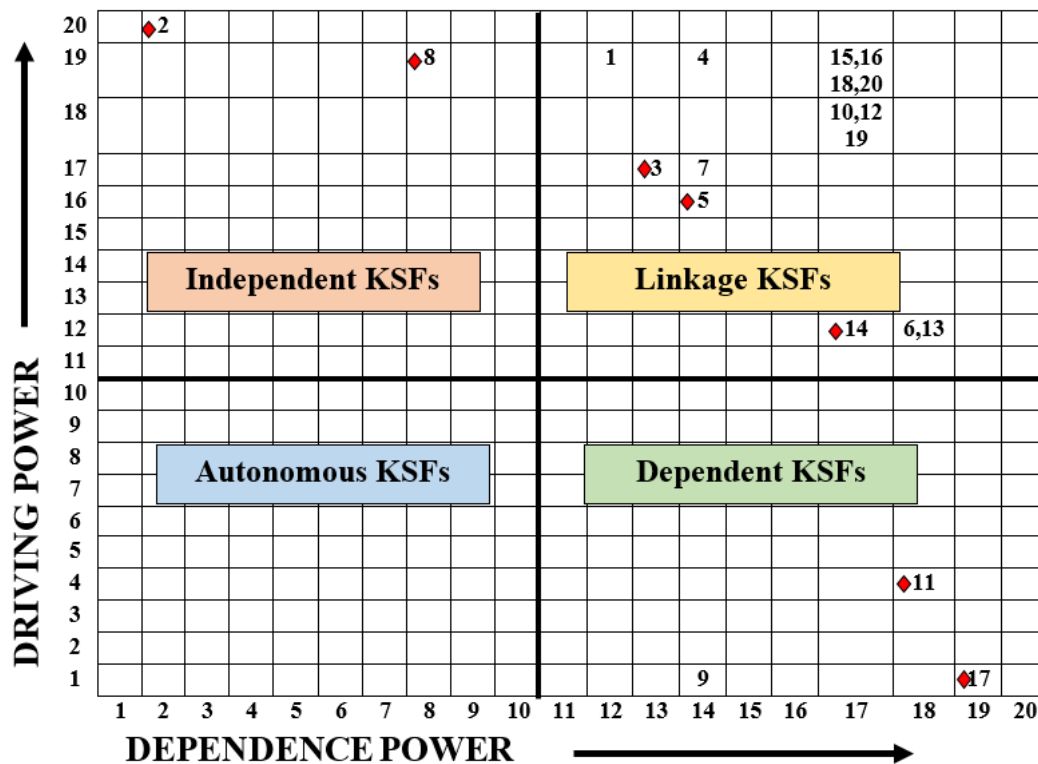 20 2
19 8 1 4 15,16
18,20
18 10,12
19
17 3 7
16 5
15
14
Independent KSFs Linkage KSFs
13
12 14 6,13
11
10
9
8
Autonomous KSFs Dependent KSFs
7
6
5
4 11
3
2
1 9 17
1 2 3 4 5 6 7 8 9 10 11 12 13 14 15 16 17 18 19 20
DRIVING POWER
DEPENDENCE POWER